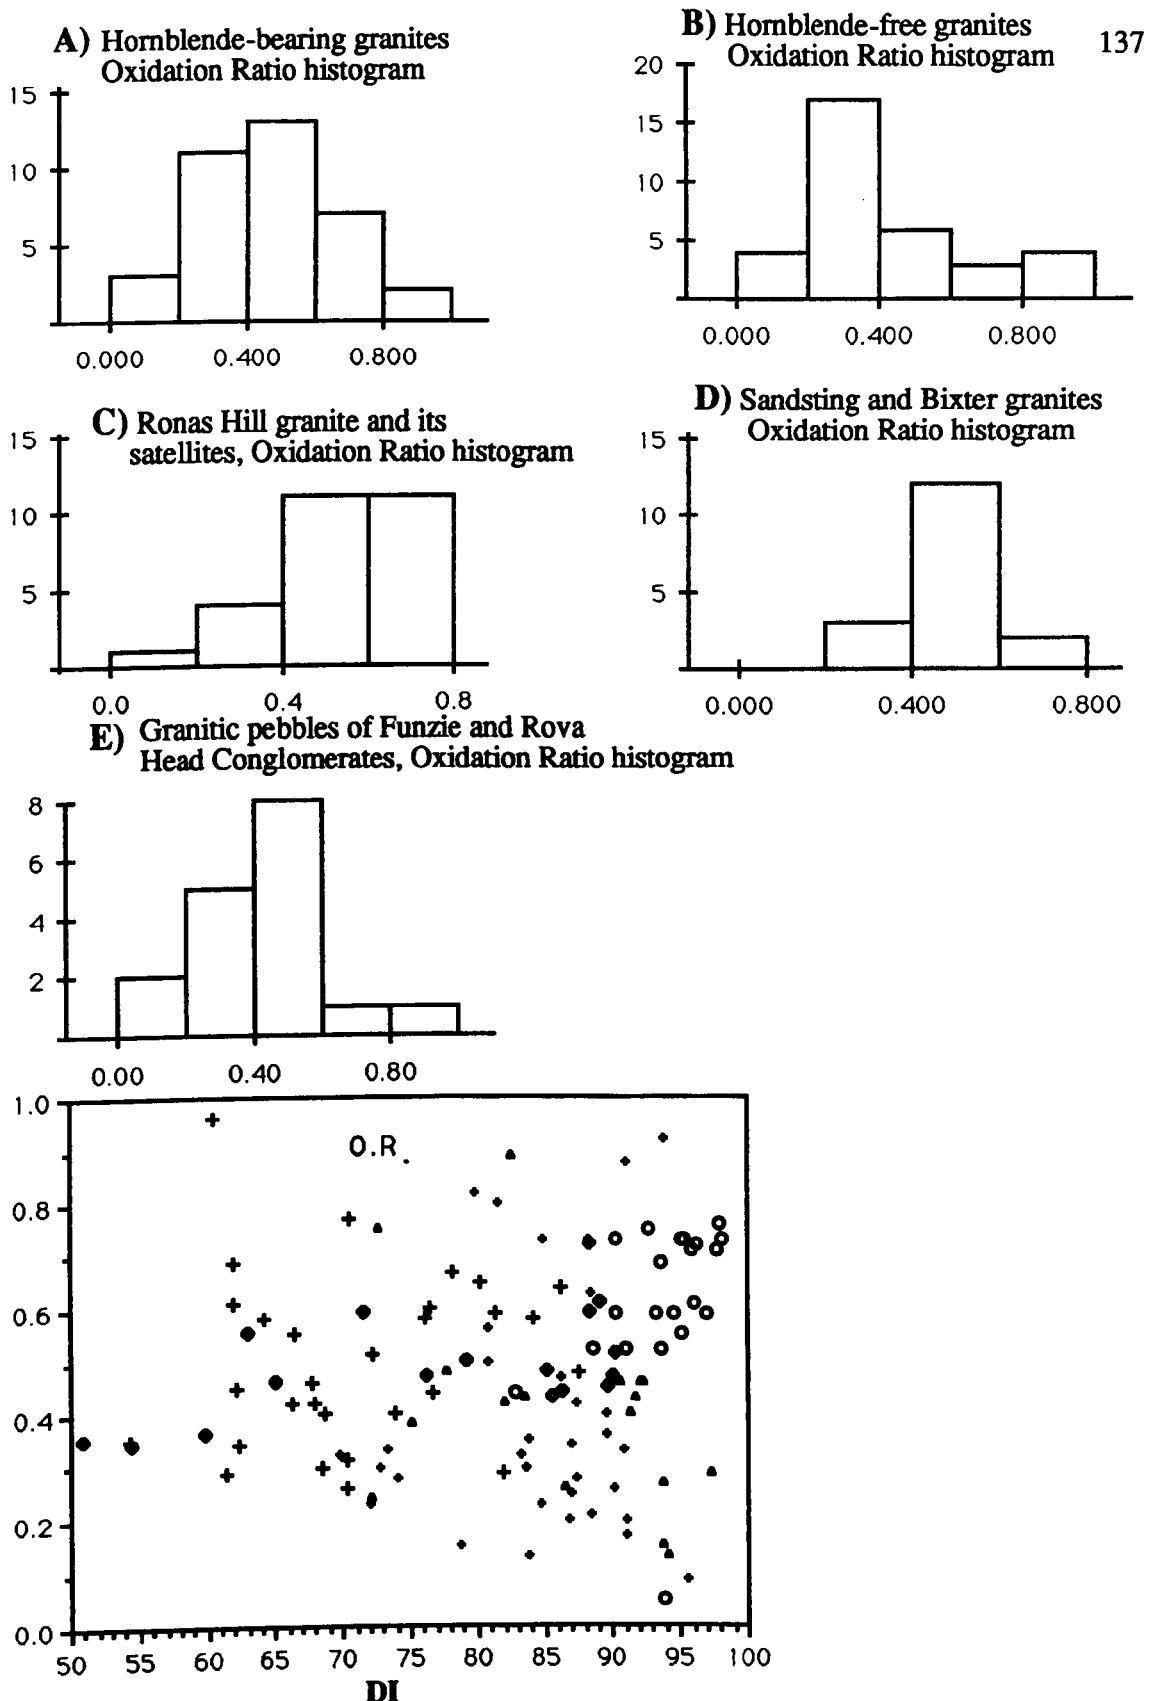 137
A) Hornblende-bearing granites
Oxidation Ratio histogram
15
10
5
0.000 0.400 0.800
B) Hornblende-free granites
Oxidation Ratio histogram
20
15
10
5
0.000 0.400 0.800
C) Ronas Hill granite and its
satellites, Oxidation Ratio histogram
15
10
5
0.0 0.4 0.8
D) Sandsting and Bixter granites
Oxidation Ratio histogram
15
10
5
0.000 0.400 0.800
E) Granitic pebbles of Funzie and Rova
Head Conglomerates, Oxidation Ratio histogram
8
6
4
2
0.00 0.40 0.80
O.R.
1.0
0.8
0.6
0.4
0.2
0.0
50 55 60 65 70 75 80 85 90 95 100
DI